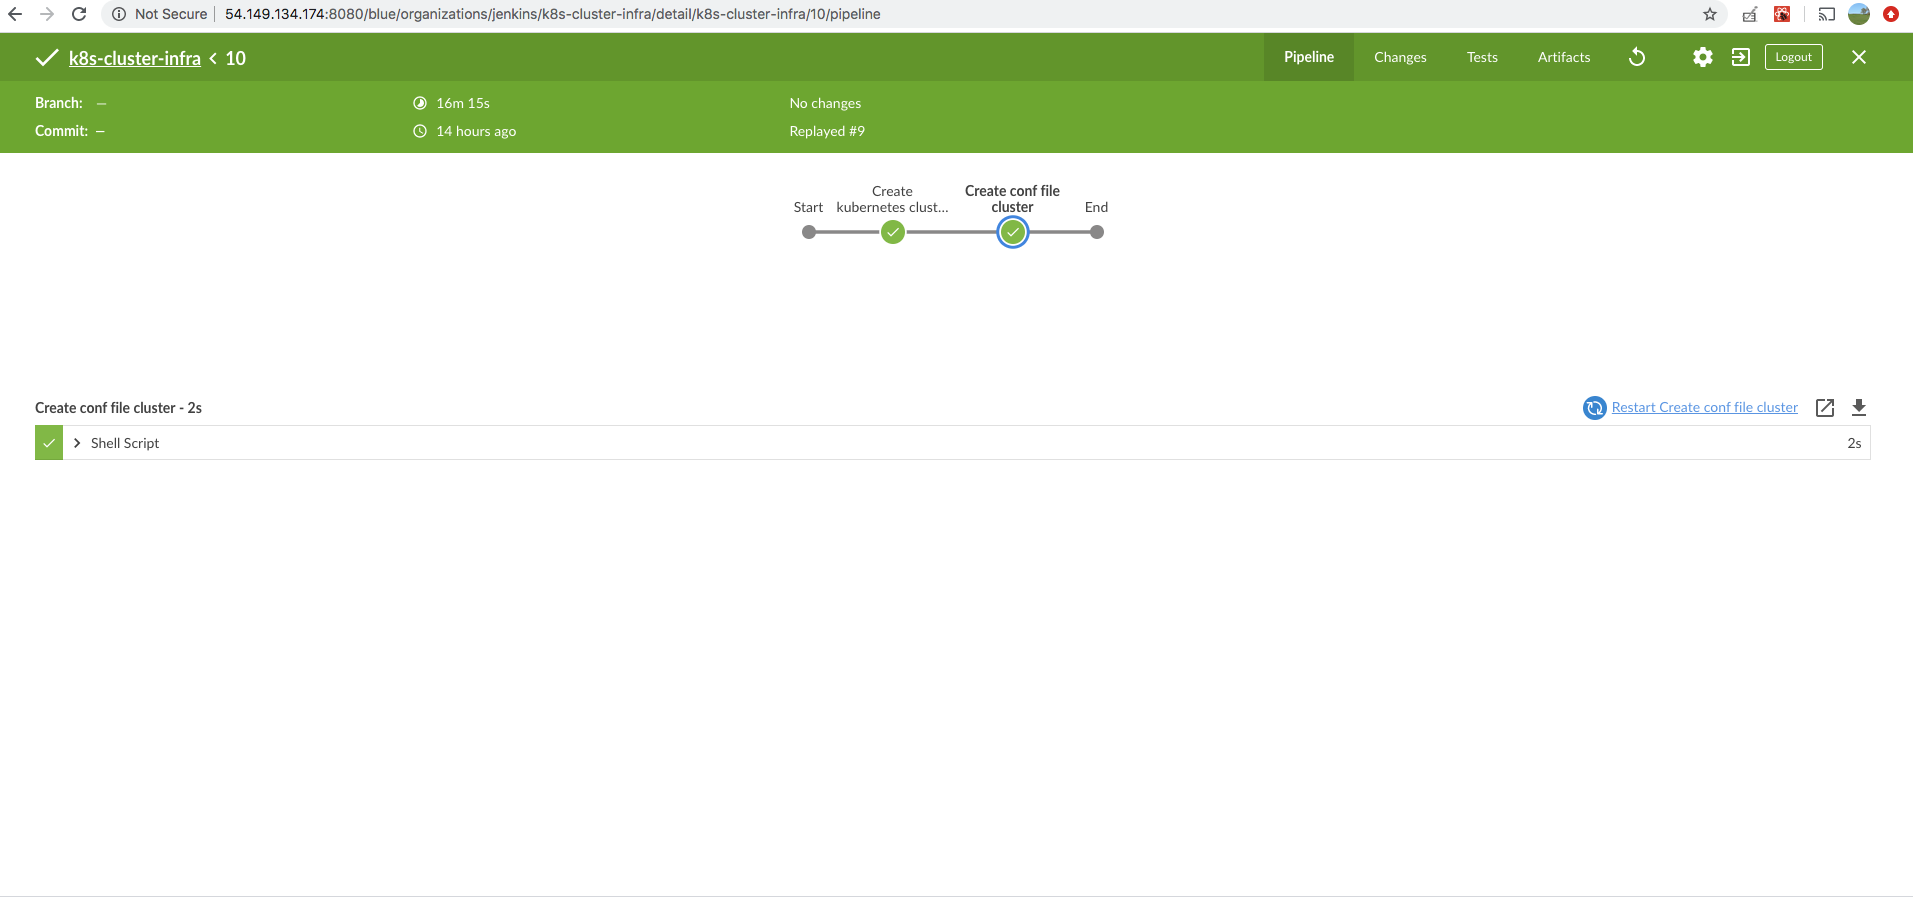 Not Secure 54.149.134.174:8080/blue/organizations/jenkins/k8s-cluster-infra/detail/k8s-cluster-infra/10/pipeline
k8s-cluster-infra < 10 Pipeline Changes Tests Artifacts Logout
Branch: — 16m 15s No changes
Commit: — 14 hours ago Replayed #9
Create Create conf file
Start kubernetes clust... cluster End
Create conf file cluster - 2s Restart Create conf file cluster
Shell Script 2s